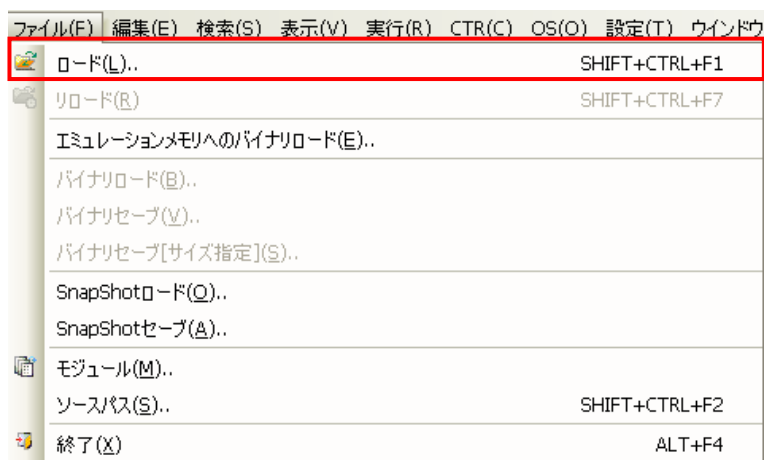 ファイル(F) 編集(E) 検索(S) 表示(V) 実行(R) CTR(C) OS(O) 設定(T) ウインドウ
ロード(L).. SHIFT+CTRL+F1
リロード(R) SHIFT+CTRL+F7
エミュレーションメモリへのバイナリロード(E)..
バイナリロード(B)..
バイナリセーブ(V)..
バイナリセーブ[サイズ指定](S)..
SnapShotロード(O)..
SnapShotセーブ(A)..
モジュール(M)..
ソースパス(S).. SHIFT+CTRL+F2
終了(X) ALT+F4